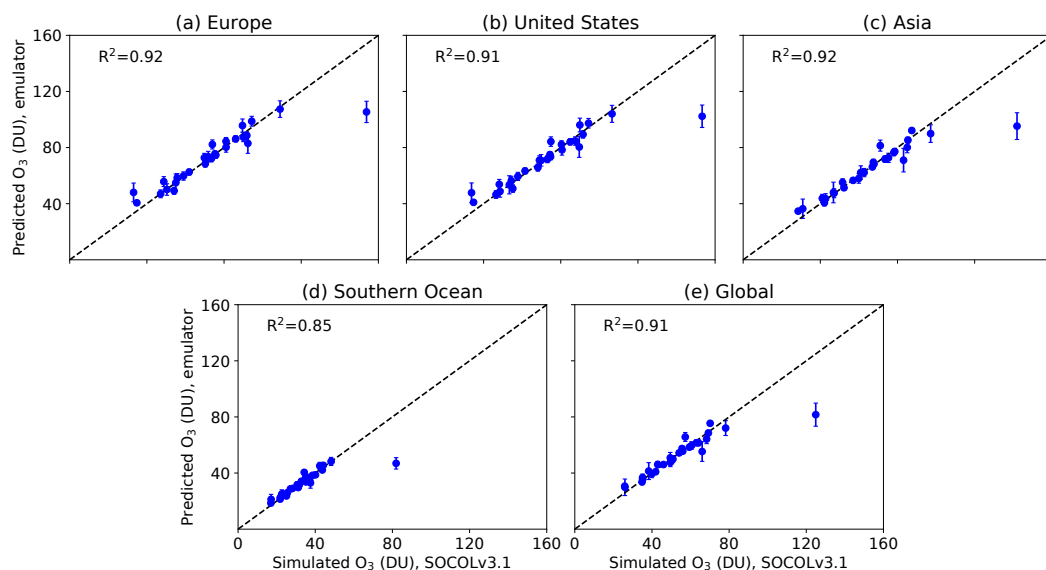 (a) Europe
(b) United States
(c) Asia
160
120
80
40
Predicted O₃ (DU), emulator
R²=0.92
R²=0.91
R²=0.92
(d) Southern Ocean
(e) Global
160
120
80
40
0
Predicted O₃ (DU), emulator
R²=0.85
R²=0.91
0 40 80 120 160
0 40 80 120 160
Simulated O₃ (DU), SOCOLv3.1
Simulated O₃ (DU), SOCOLv3.1